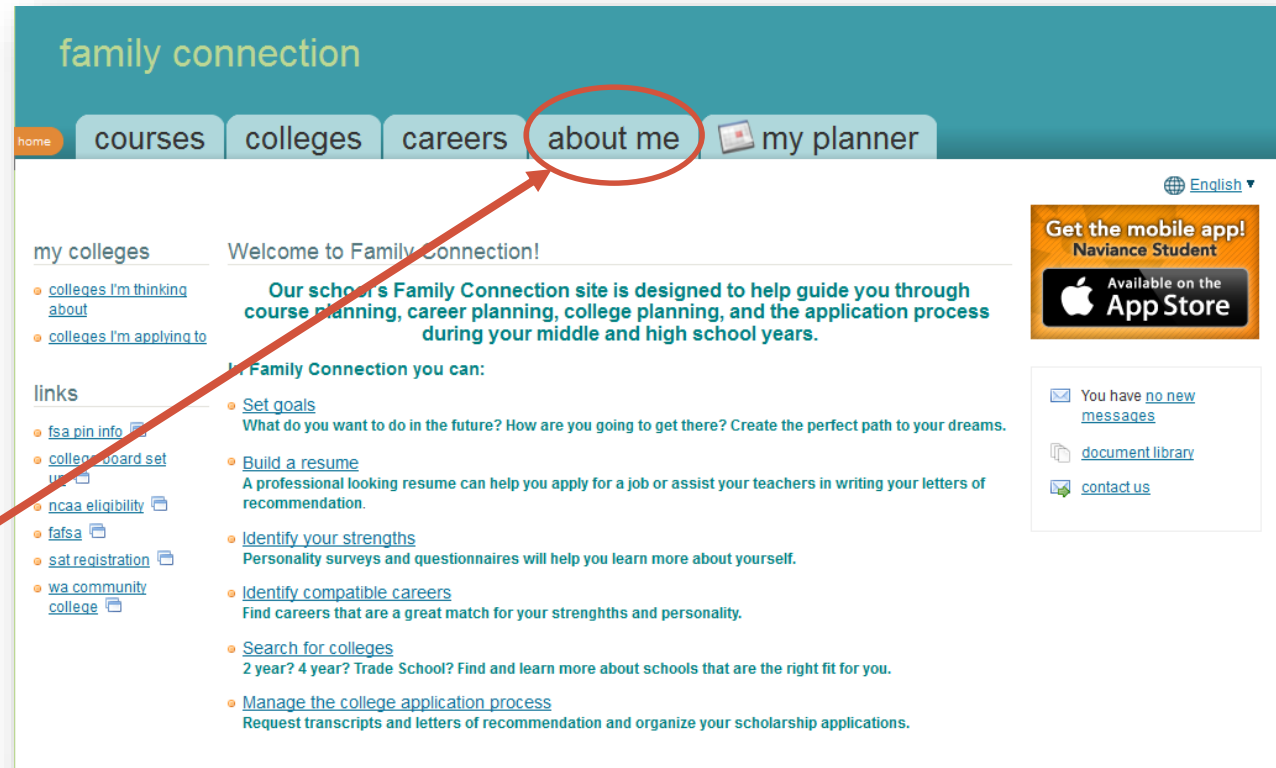 family connection
home
courses
colleges
careers
about me
my planner
English
my colleges
colleges I'm thinking
about
colleges I'm applying to
links
fsa pin info
college board set
up
ncaa eligibility
fafsa
sat registration
wa community
college
Welcome to Family Connection!
Our school's Family Connection site is designed to help guide you through
course planning, career planning, college planning, and the application process
during your middle and high school years.
In Family Connection you can:
Set goals
What do you want to do in the future? How are you going to get there? Create the perfect path to your dreams.
Build a resume
A professional looking resume can help you apply for a job or assist your teachers in writing your letters of
recommendation.
Identify your strengths
Personality surveys and questionnaires will help you learn more about yourself.
Identify compatible careers
Find careers that are a great match for your strenghths and personality.
Search for colleges
2 year? 4 year? Trade School? Find and learn more about schools that are the right fit for you.
Manage the college application process
Request transcripts and letters of recommendation and organize your scholarship applications.
Get the mobile app!
Naviance Student
Available on the
App Store
You have no new
messages
document library
contact us